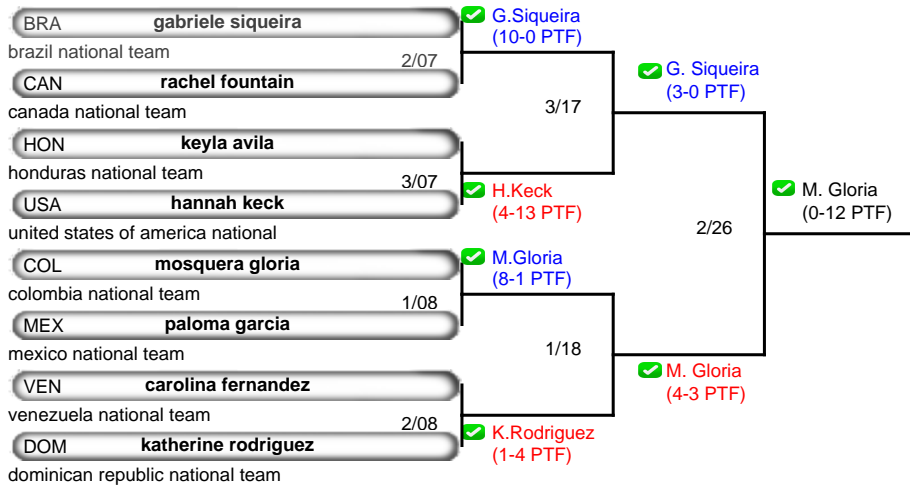 BRA gabriele siqueira
brazil national team
2/07
CAN rachel fountain
canada national team
HON keyla avila
honduras national team
3/07
USA hannah keck
united states of america national
COL mosquera gloria
colombia national team
1/08
MEX paloma garcia
mexico national team
VEN carolina fernandez
venezuela national team
2/08
DOM katherine rodriguez
dominican republic national team
G.Siqueira
(10-0 PTF)
3/17
H.Keck
(4-13 PTF)
M.Gloria
(8-1 PTF)
1/18
K.Rodriguez
(1-4 PTF)
G. Siqueira
(3-0 PTF)
2/26
M. Gloria
(4-3 PTF)
M. Gloria
(0-12 PTF)